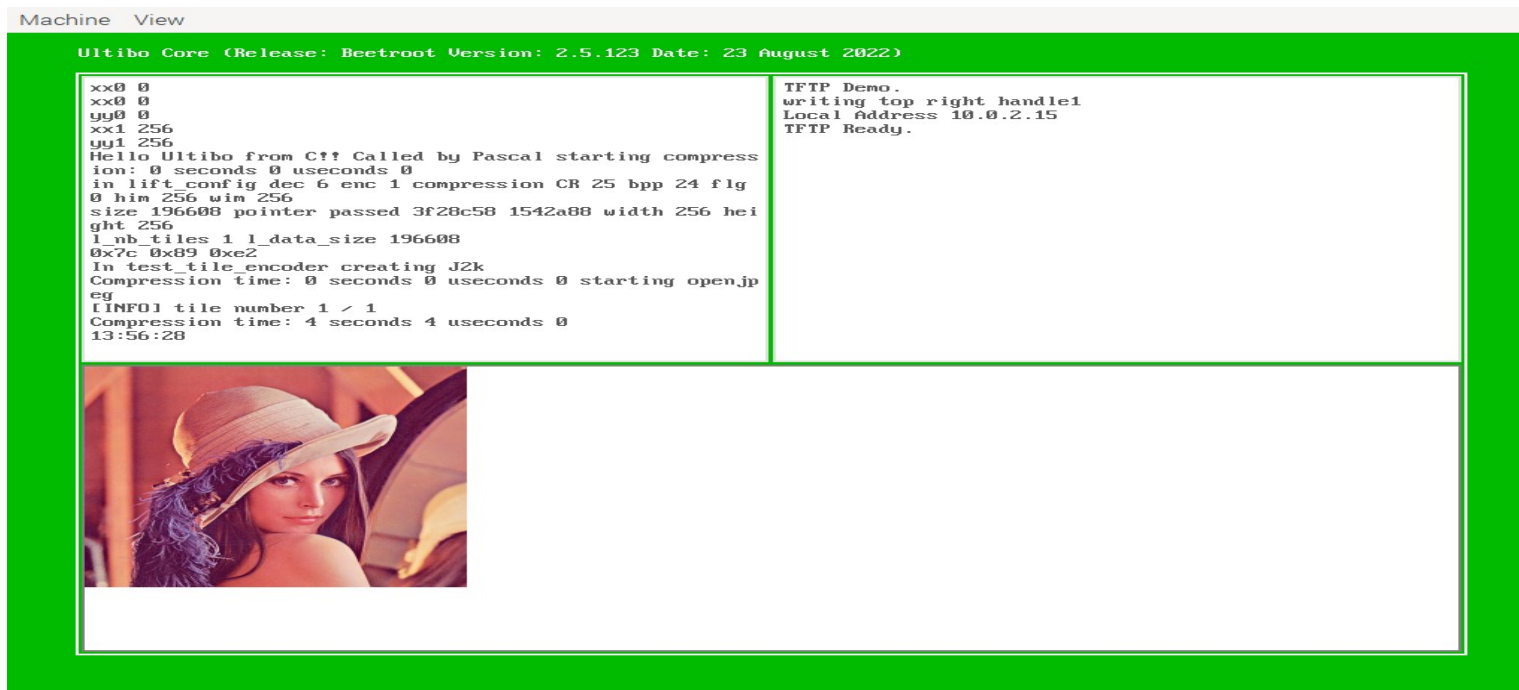 Machine View
Ultibo Core (Release: Beetroot Version: 2.5.123 Date: 23 August 2022)
xx0 0
xx0 0
yy0 0
xx1 256
yy1 256
Hello Ultibo from C!! Called by Pascal starting compress
ion: 0 seconds 0 useconds 0
in lift_config dec 6 enc 1 compression CR 25 bpp 24 flg
0 him 256 wim 256
size 196608 pointer passed 3f28c58 1542a88 width 256 hei
ght 256
l_nb_tiles 1 l_data_size 196608
0x7c 0x89 0xe2
In test_tile_encoder creating J2k
Compression time: 0 seconds 0 useconds 0 starting openjp
eg
[INFO] tile number 1 / 1
Compression time: 4 seconds 4 useconds 0
13:56:28
TFTP Demo.
writing top right handle1
Local Address 10.0.2.15
TFTP Ready.